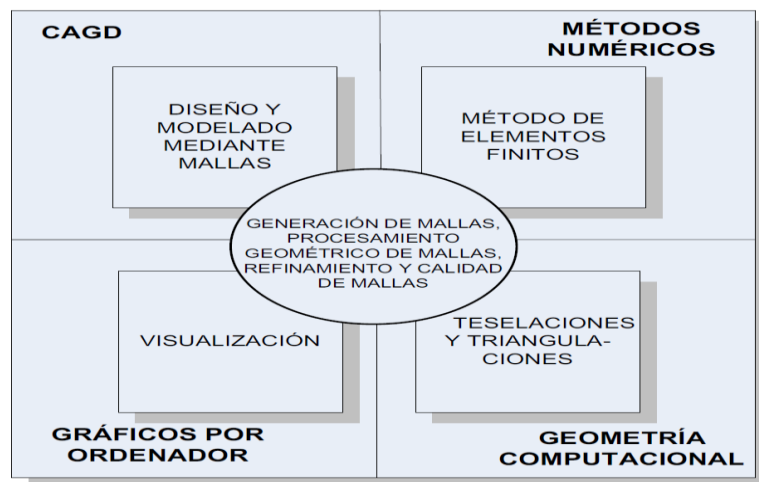 CAGD
MÉTODOS
NUMÉRICOS
DISEÑO Y
MODELADO
MEDIANTE
MALLAS
MÉTODO DE
ELEMENTOS
FINITOS
GENERACIÓN DE MALLAS,
PROCESAMIENTO
GEOMÉTRICO DE MALLAS,
REFINAMIENTO Y CALIDAD
DE MALLAS
VISUALIZACIÓN
TESELACIONES
Y TRIANGULA-
CIONES
GRÁFICOS POR
ORDENADOR
GEOMETRÍA
COMPUTACIONAL